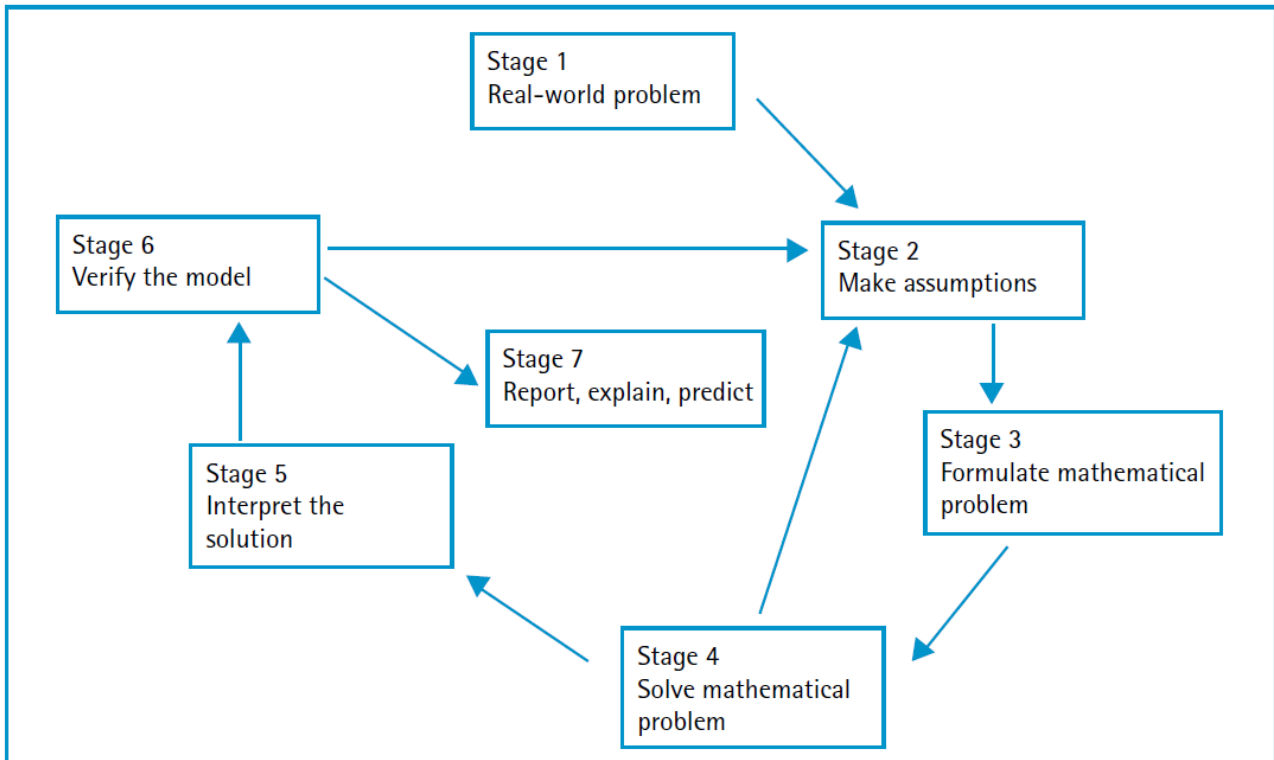 Stage 1
Real-world problem
Stage 2
Make assumptions
Stage 3
Formulate mathematical
problem
Stage 4
Solve mathematical
problem
Stage 5
Interpret the
solution
Stage 6
Verify the model
Stage 7
Report, explain, predict